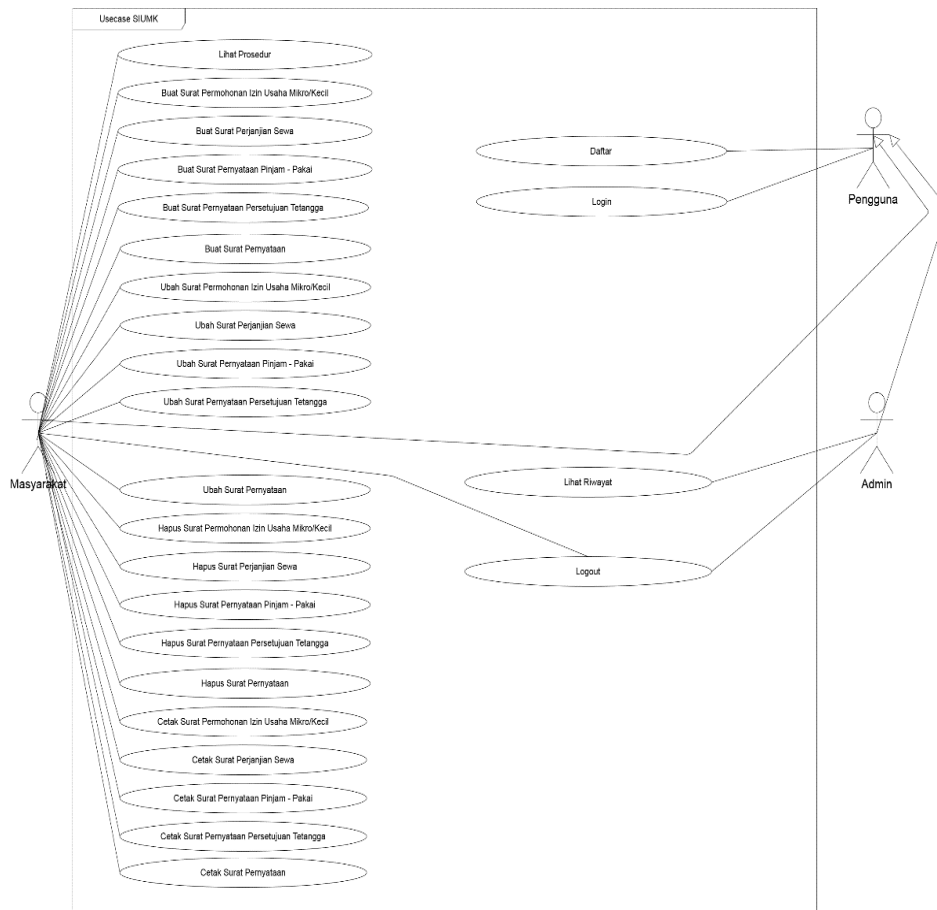 Usecase SIUMK
Lihat Prosedur
Buat Surat Permohonan Izin Usaha Mikro/Kecil
Buat Surat Perjanjian Sewa
Buat Surat Pernyataan Pinjam - Pakai
Buat Surat Pernyataan Persetujuan Tetangga
Buat Surat Pernyataan
Ubah Surat Permohonan Izin Usaha Mikro/Kecil
Ubah Surat Perjanjian Sewa
Ubah Surat Pernyataan Pinjam - Pakai
Ubah Surat Pernyataan Persetujuan Tetangga
Masyarakat
Ubah Surat Pernyataan
Hapus Surat Permohonan Izin Usaha Mikro/Kecil
Hapus Surat Perjanjian Sewa
Hapus Surat Pernyataan Pinjam - Pakai
Hapus Surat Pernyataan Persetujuan Tetangga
Hapus Surat Pernyataan
Cetak Surat Permohonan Izin Usaha Mikro/Kecil
Cetak Surat Perjanjian Sewa
Cetak Surat Pernyataan Pinjam - Pakai
Cetak Surat Pernyataan Persetujuan Tetangga
Cetak Surat Pernyataan
Daftar
Login
Pengguna
Lihat Riwayat
Logout
Admin